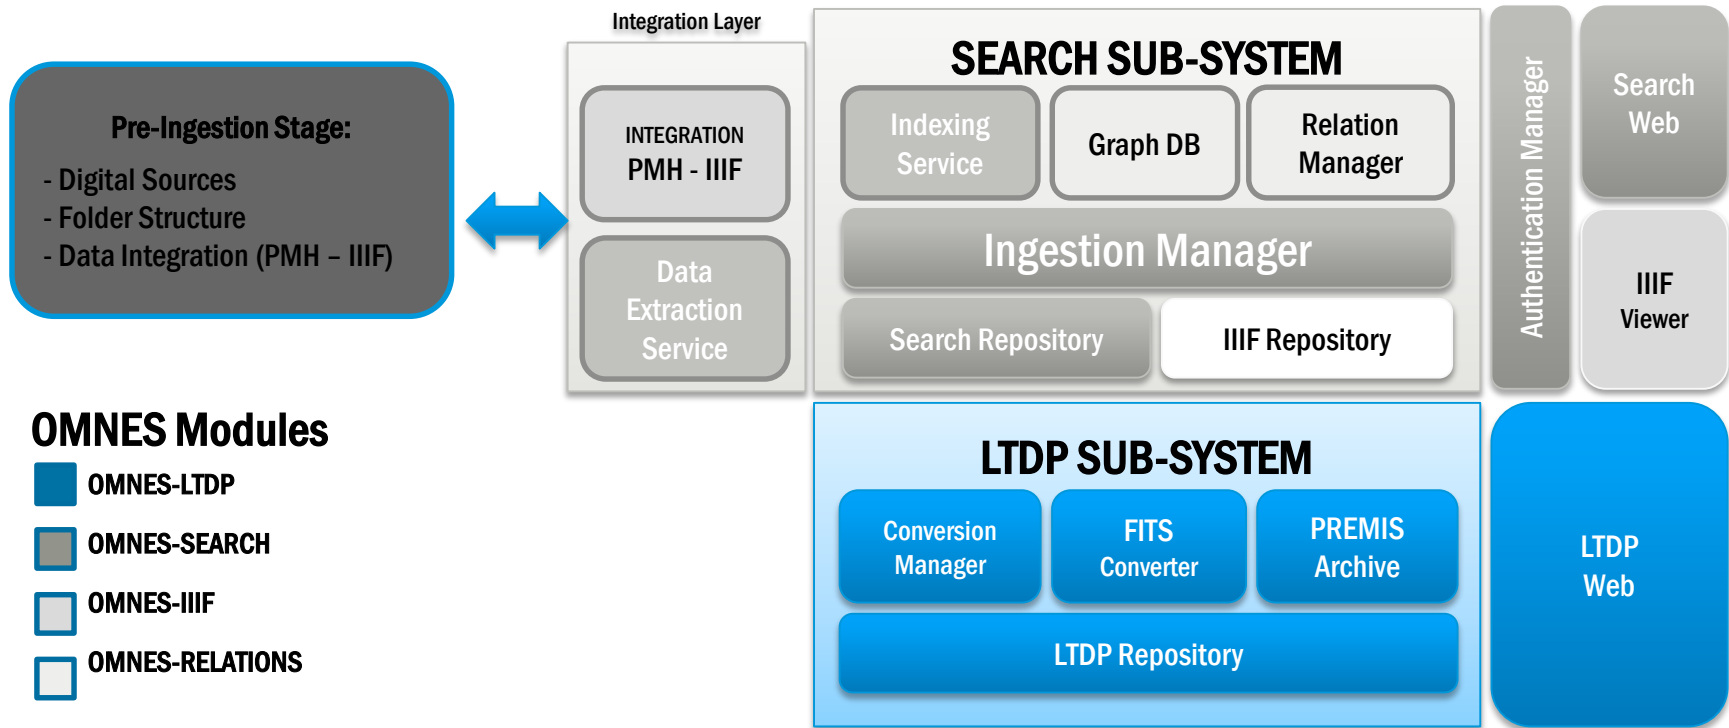 Integration Layer
Pre-Ingestion Stage:
- Digital Sources
- Folder Structure
- Data Integration (PMH – IIIF)
INTEGRATION
PMH - IIIF
Data
Extraction
Service
SEARCH SUB-SYSTEM
Indexing
Service
Graph DB
Relation
Manager
Ingestion Manager
Search Repository
IIIF Repository
Authentication Manager
Search
Web
IIIF
Viewer
OMNES Modules
OMNES-LTDP
OMNES-SEARCH
OMNES-IIIF
OMNES-RELATIONS
LTDP SUB-SYSTEM
Conversion
Manager
FITS
Converter
PREMIS
Archive
LTDP Repository
LTDP
Web